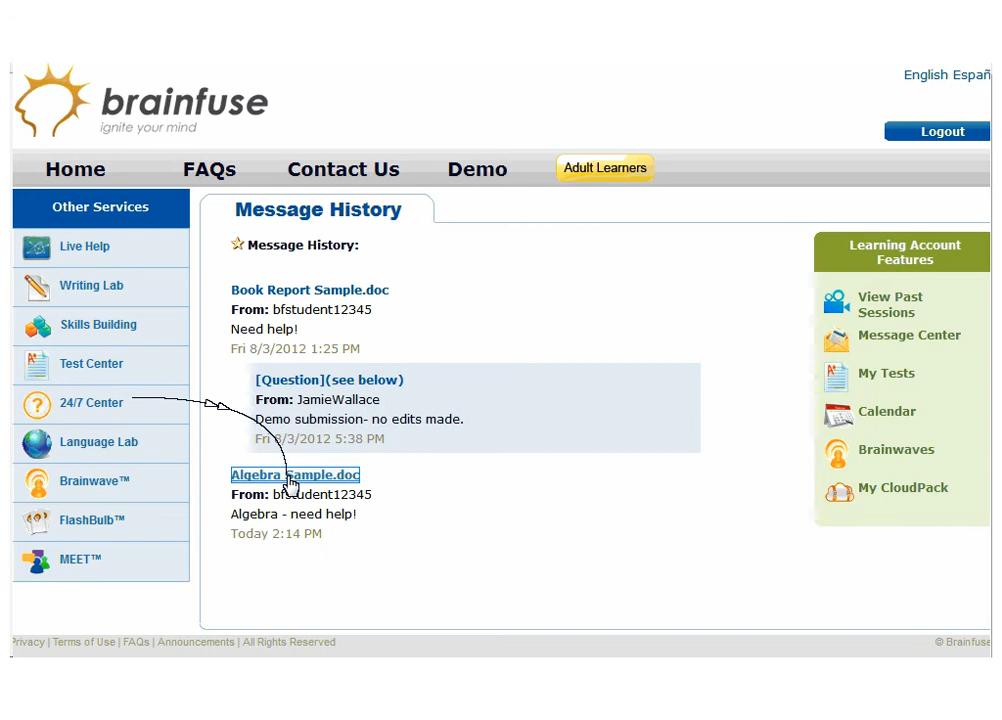 English Españ
brainfuse
ignite your mind
Logout
Home FAQs Contact Us Demo Adult Learners
Other Services
Live Help
Writing Lab
Skills Building
Test Center
24/7 Center
Language Lab
Brainwave™
FlashBulb™
MEET™
Message History
Message History:
Book Report Sample.doc
From: bfstudent12345
Need help!
Fri 8/3/2012 1:25 PM
[Question](see below)
From: JamieWallace
Demo submission- no edits made.
Fri 8/3/2012 5:38 PM
Algebra Sample.doc
From: bfstudent12345
Algebra - need help!
Today 2:14 PM
Learning Account
Features
View Past
Sessions
Message Center
My Tests
Calendar
Brainwaves
My CloudPack
Privacy | Terms of Use | FAQs | Announcements | All Rights Reserved
© Brainfuse